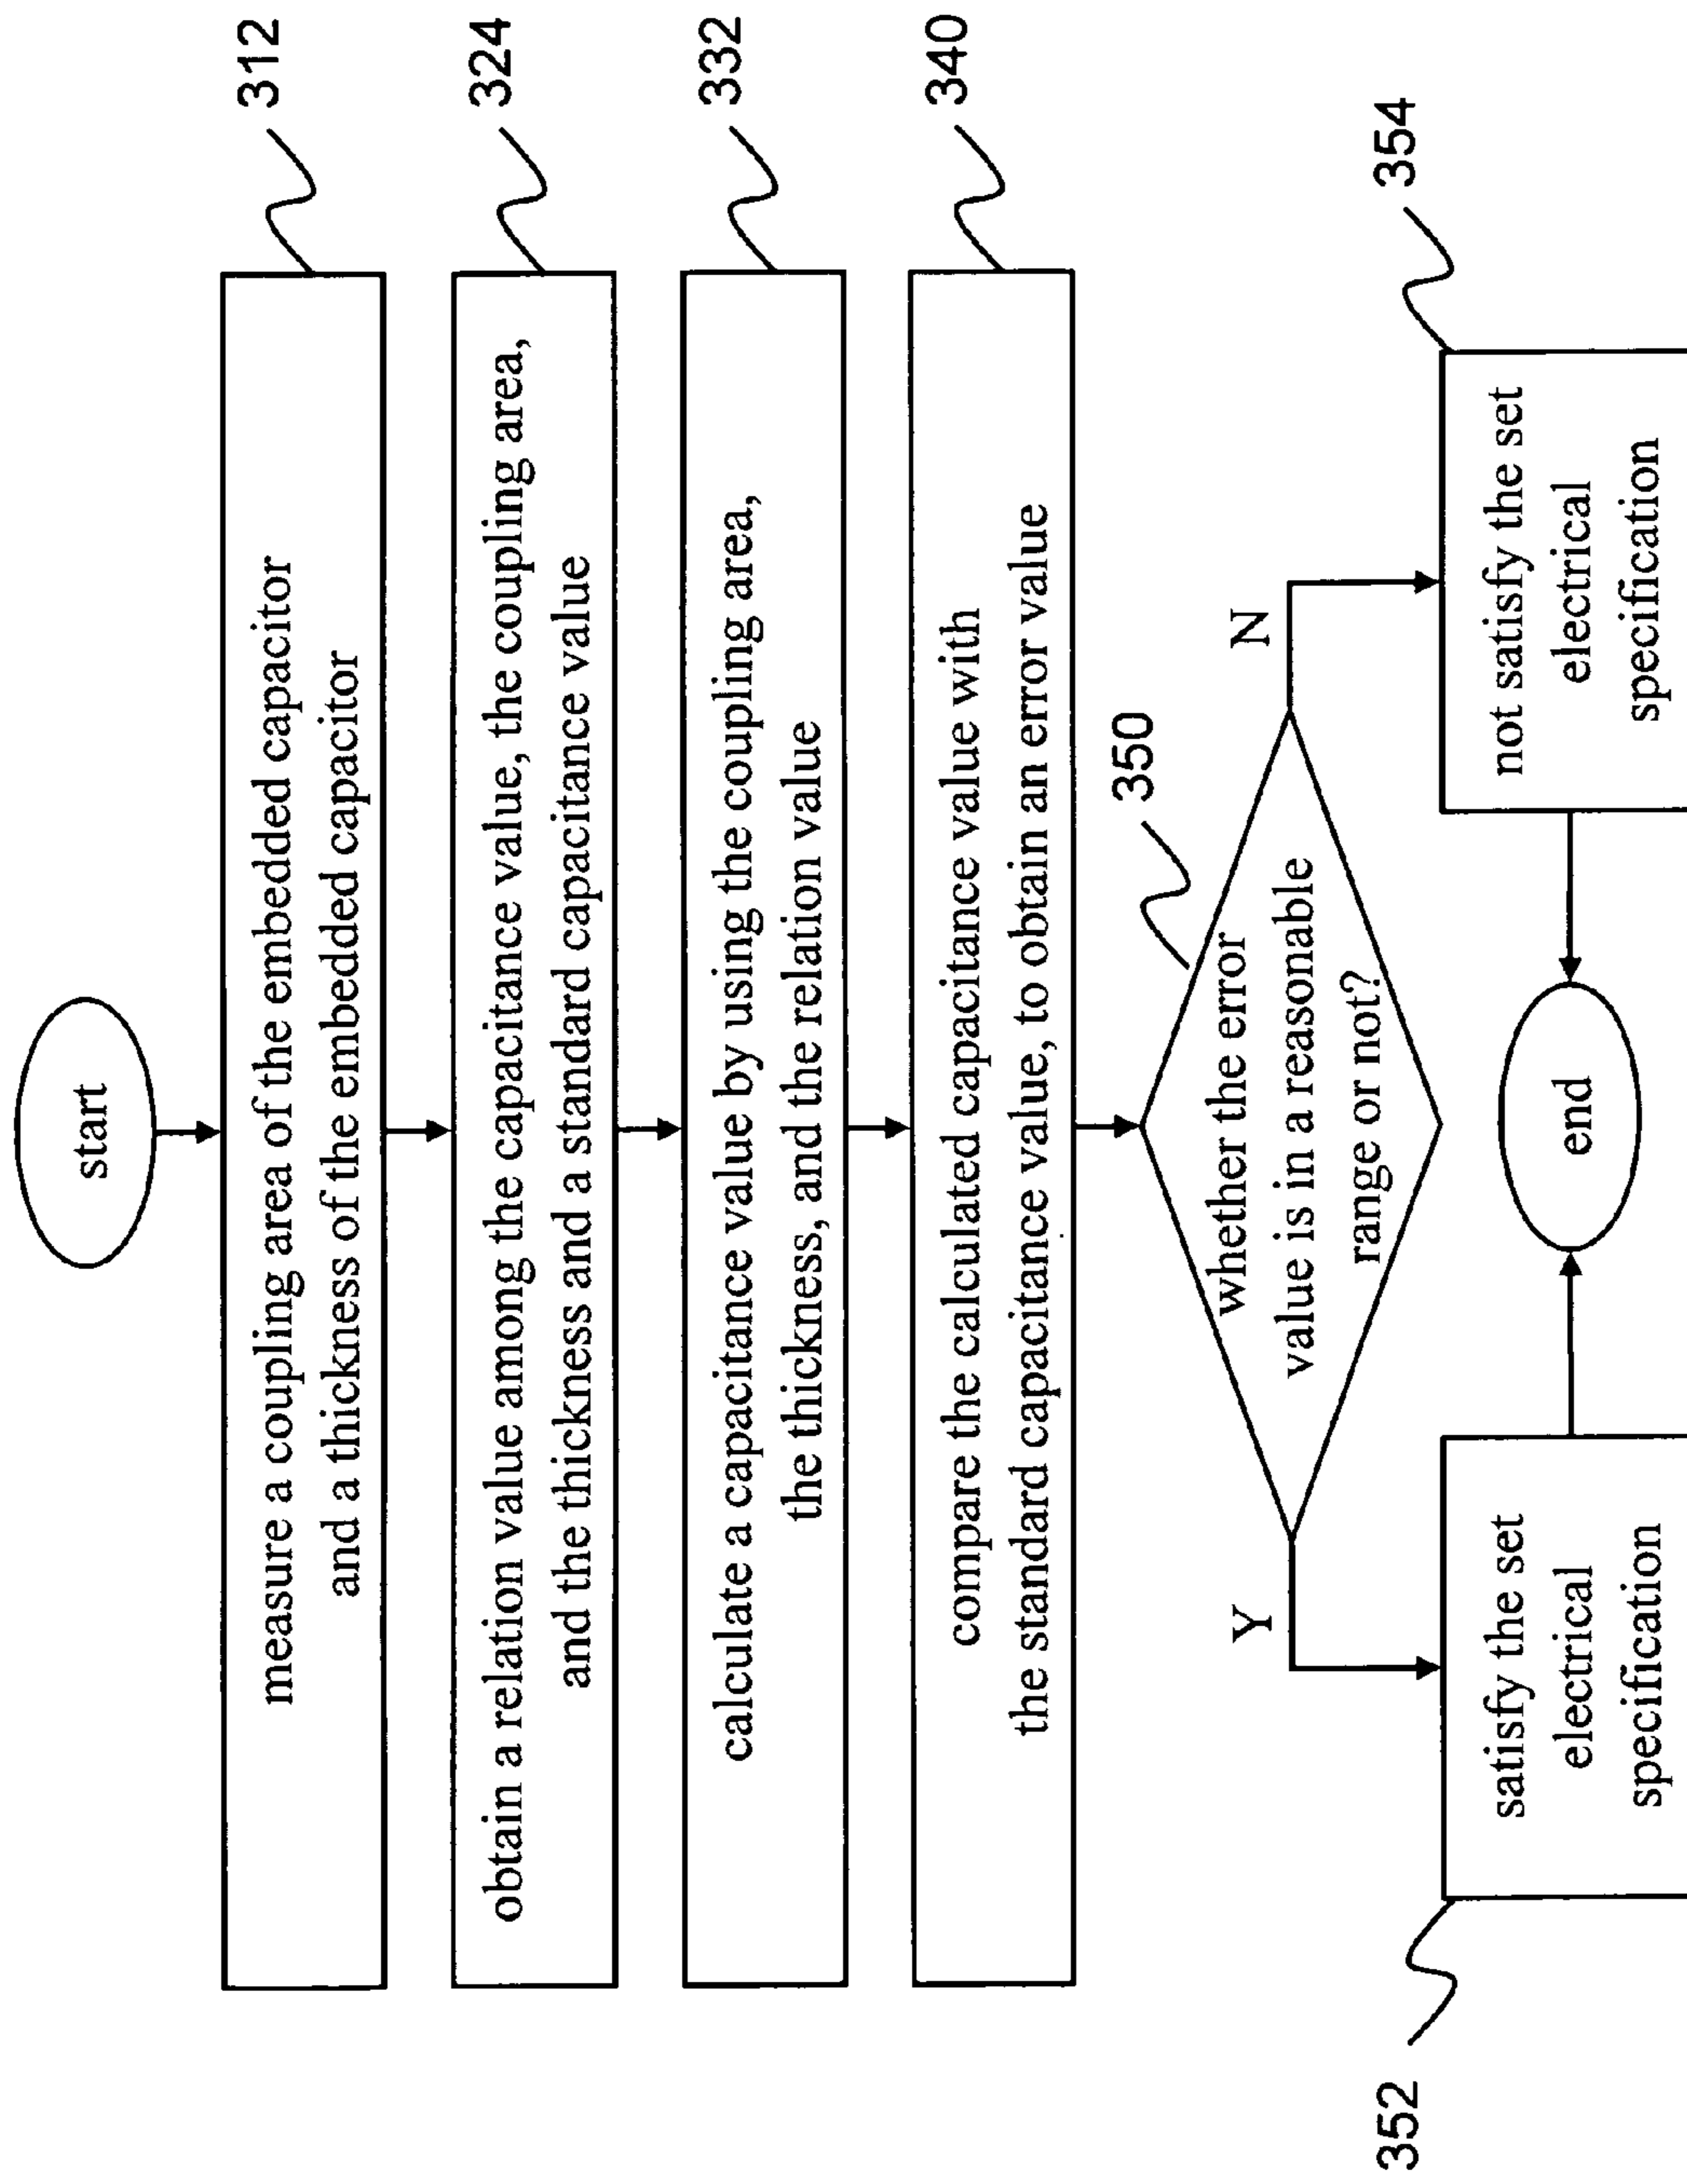 start
312
measure a coupling area of the embedded capacitor
and a thickness of the embedded capacitor
324
obtain a relation value among the capacitance value, the coupling area,
and the thickness and a standard capacitance value
332
calculate a capacitance value by using the coupling area,
the thickness, and the relation value
340
compare the calculated capacitance value with
the standard capacitance value, to obtain an error value
350
whether the error
value is in a reasonable
range or not?
Y
N
352
satisfy the set
electrical
specification
end
354
not satisfy the set
electrical
specification